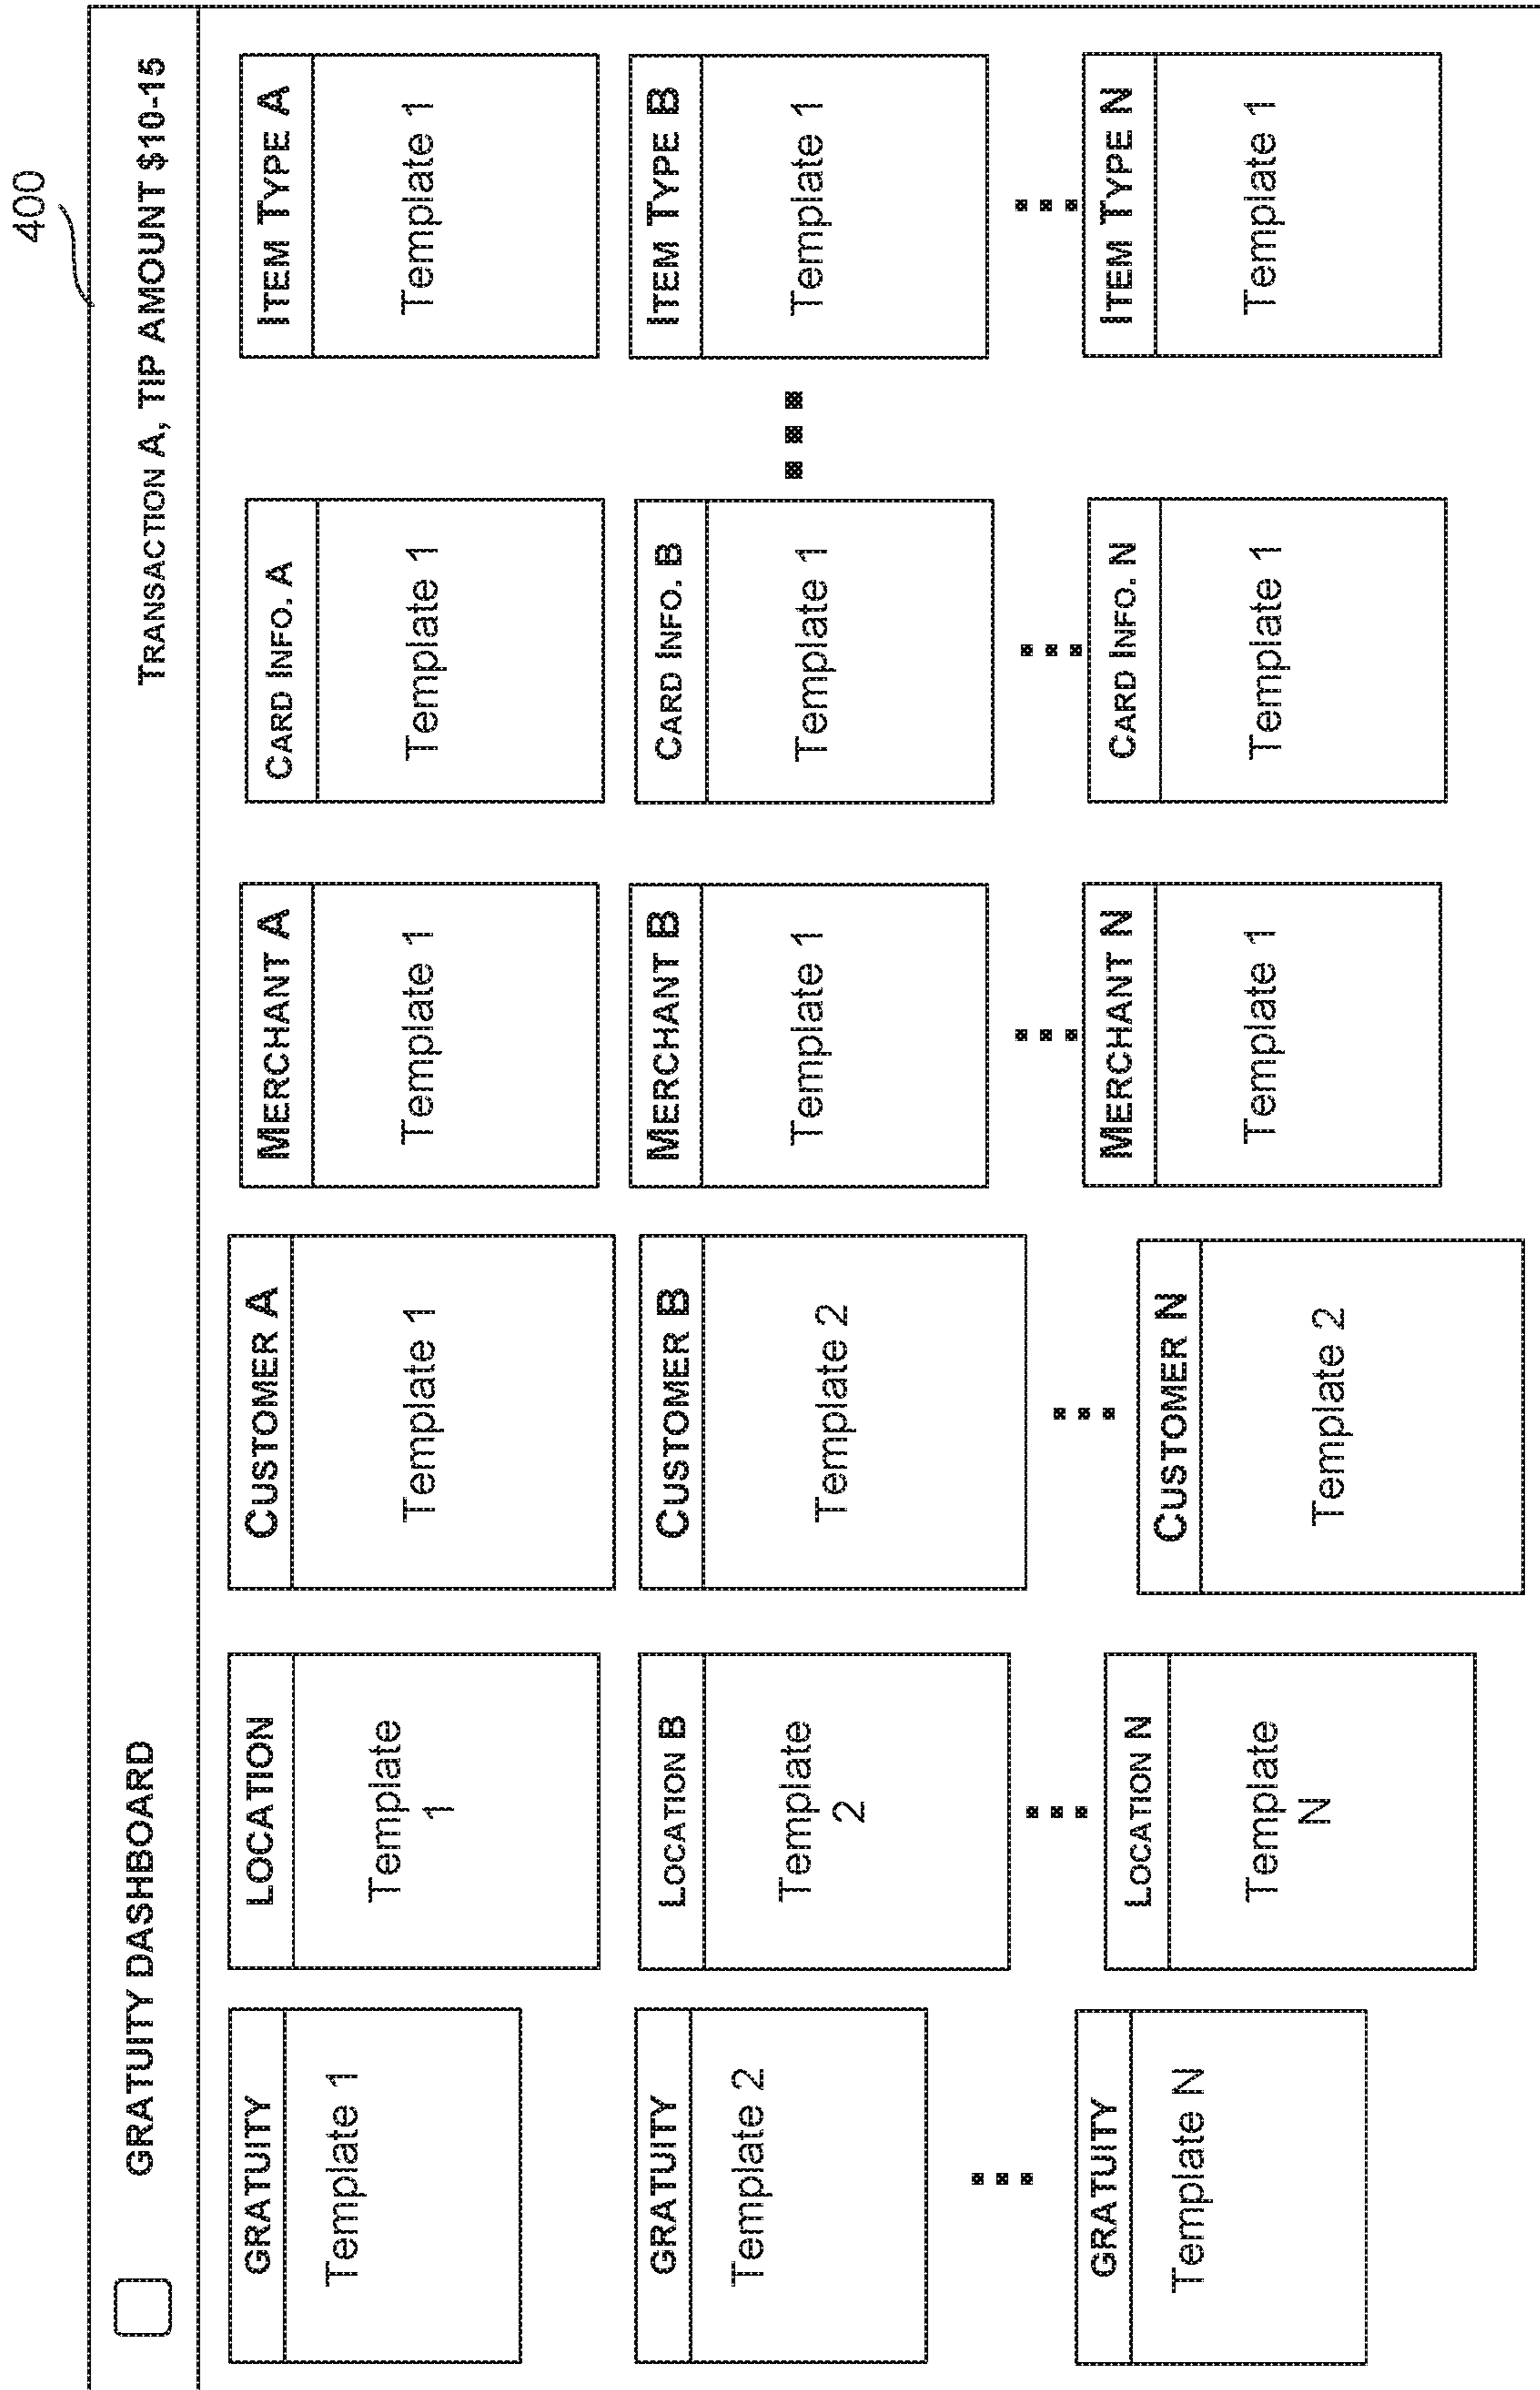 400
GRATUITY DASHBOARD
TRANSACTION A, TIP AMOUNT $10-15
GRATUITY
Template 1
LOCATION
Template
1
CUSTOMER A
Template 1
MERCHANT A
Template 1
CARD INFO. A
Template 1
ITEM TYPE A
Template 1
GRATUITY
Template 2
LOCATION B
Template
2
CUSTOMER B
Template 2
MERCHANT B
Template 1
CARD INFO. B
Template 1
ITEM TYPE B
Template 1
GRATUITY
Template N
LOCATION N
Template
N
CUSTOMER N
Template 2
MERCHANT N
Template 1
CARD INFO. N
Template 1
ITEM TYPE N
Template 1